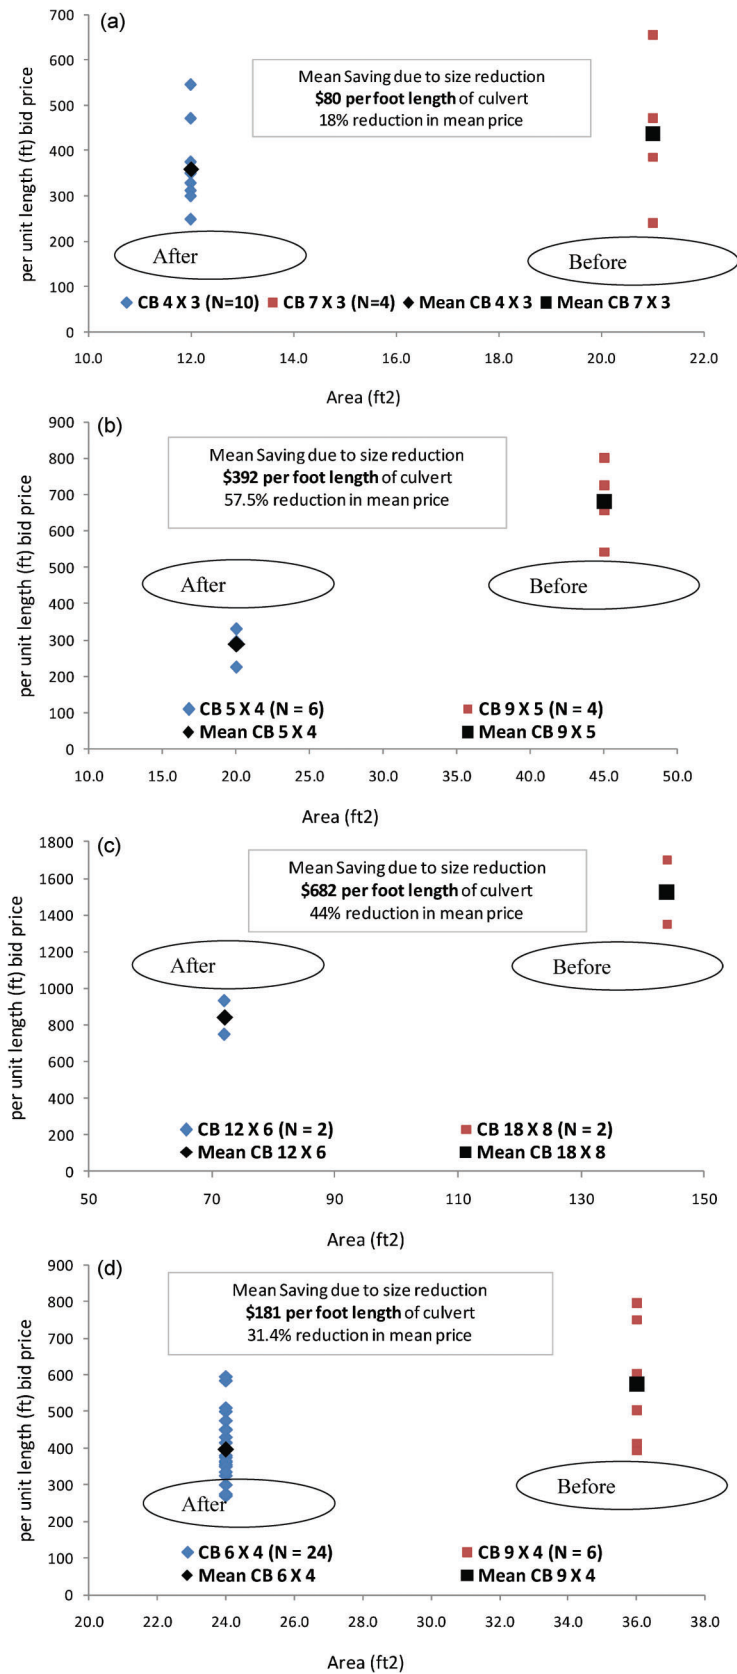 (a)
per unit length (ft) bid price
700
600
500
400
300
200
100
0
Mean Saving due to size reduction
$80 per foot length of culvert
18% reduction in mean price
After
Before
CB 4 X 3 (N=10) CB 7 X 3 (N=4) Mean CB 4 X 3 Mean CB 7 X 3
10.0 12.0 14.0 16.0 18.0 20.0 22.0
Area (ft2)
(b)
per unit length (ft) bid price
900
800
700
600
500
400
300
200
100
0
Mean Saving due to size reduction
$392 per foot length of culvert
57.5% reduction in mean price
After
Before
CB 5 X 4 (N = 6) CB 9 X 5 (N = 4)
Mean CB 5 X 4 Mean CB 9 X 5
10.0 15.0 20.0 25.0 30.0 35.0 40.0 45.0 50.0
Area (ft2)
(c)
per unit length (ft) bid price
1800
1600
1400
1200
1000
800
600
400
200
0
Mean Saving due to size reduction
$682 per foot length of culvert
44% reduction in mean price
After
Before
CB 12 X 6 (N = 2) CB 18 X 8 (N = 2)
Mean CB 12 X 6 Mean CB 18 X 8
50 70 90 110 130 150
Area (ft2)
(d)
per unit length (ft) bid price
900
800
700
600
500
400
300
200
100
0
Mean Saving due to size reduction
$181 per foot length of culvert
31.4% reduction in mean price
After
Before
CB 6 X 4 (N = 24) CB 9 X 4 (N = 6)
Mean CB 6 X 4 Mean CB 9 X 4
20.0 22.0 24.0 26.0 28.0 30.0 32.0 34.0 36.0 38.0
Area (ft2)